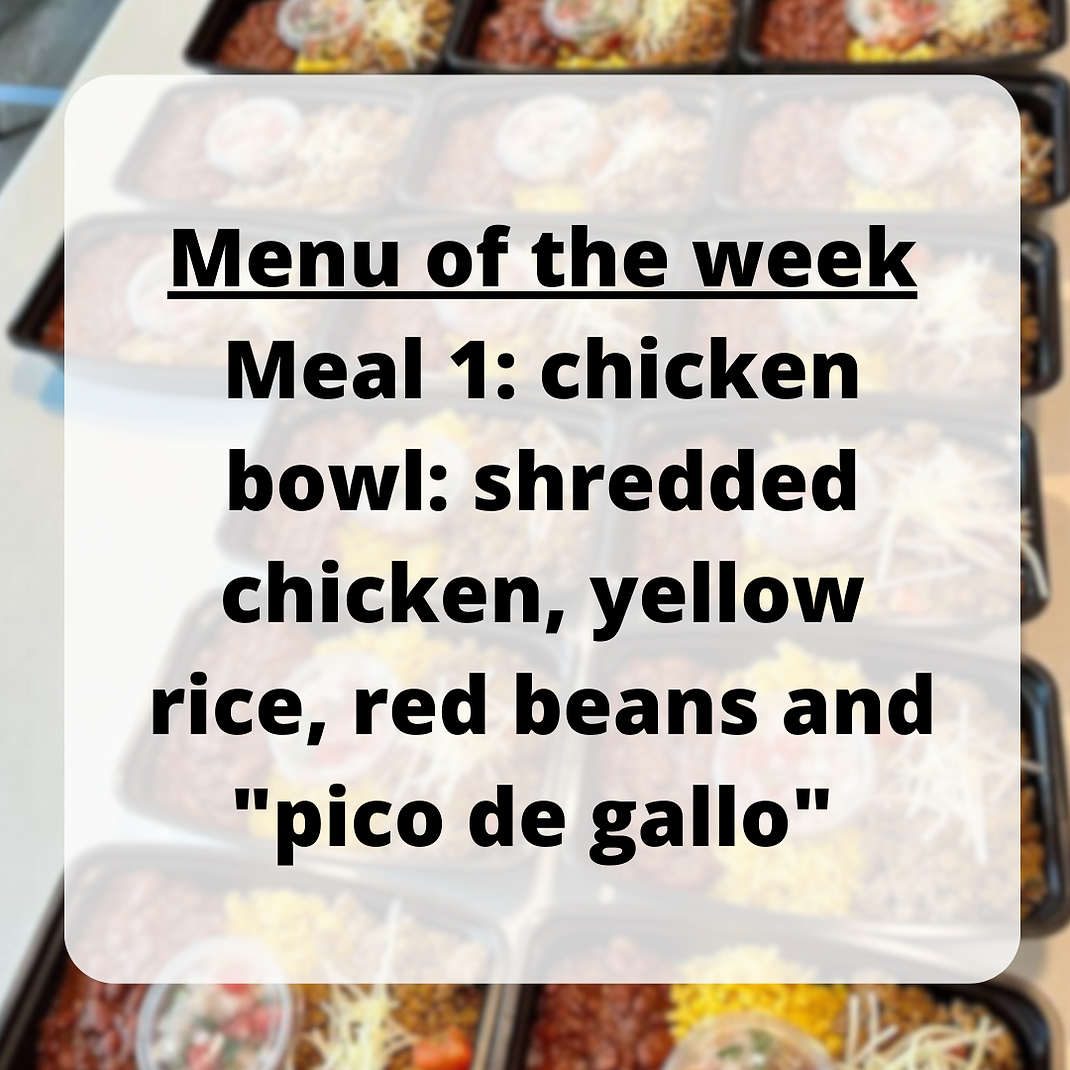 Menu of the week
Meal 1: chicken
bowl: shredded
chicken, yellow
rice, red beans and
"pico de gallo"